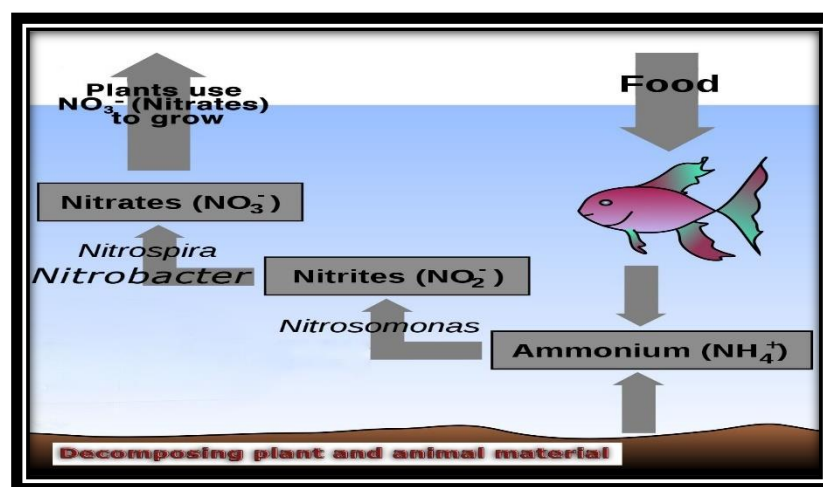 Plants use
NO₃⁻ (Nitrates)
to grow
Food
Nitrates (NO₃⁻)
Nitrospira
Nitrobacter
Nitrites (NO₂⁻)
Nitrosomonas
Ammonium (NH₄⁺)
Decomposing plant and animal material